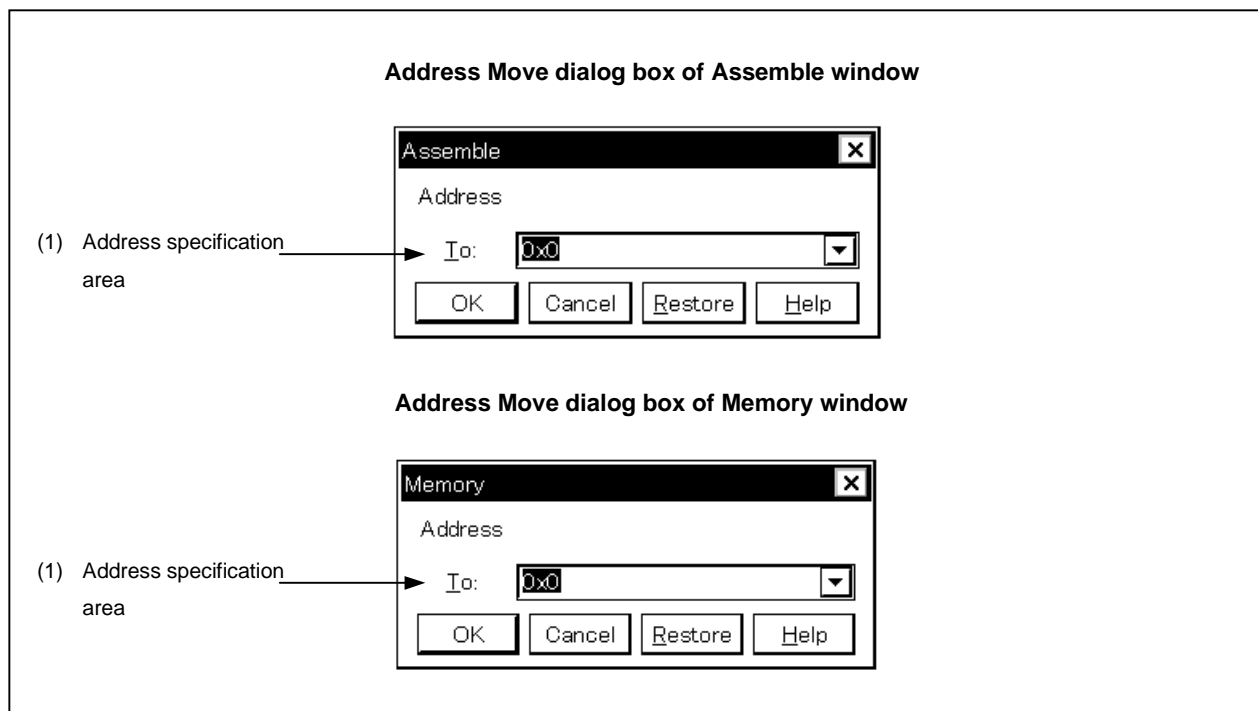 Address Move dialog box of Assemble window
Assemble
Address
(1) Address specification
area
To: 0x0
OK Cancel Restore Help
Address Move dialog box of Memory window
Memory
Address
(1) Address specification
area
To: 0x0
OK Cancel Restore Help